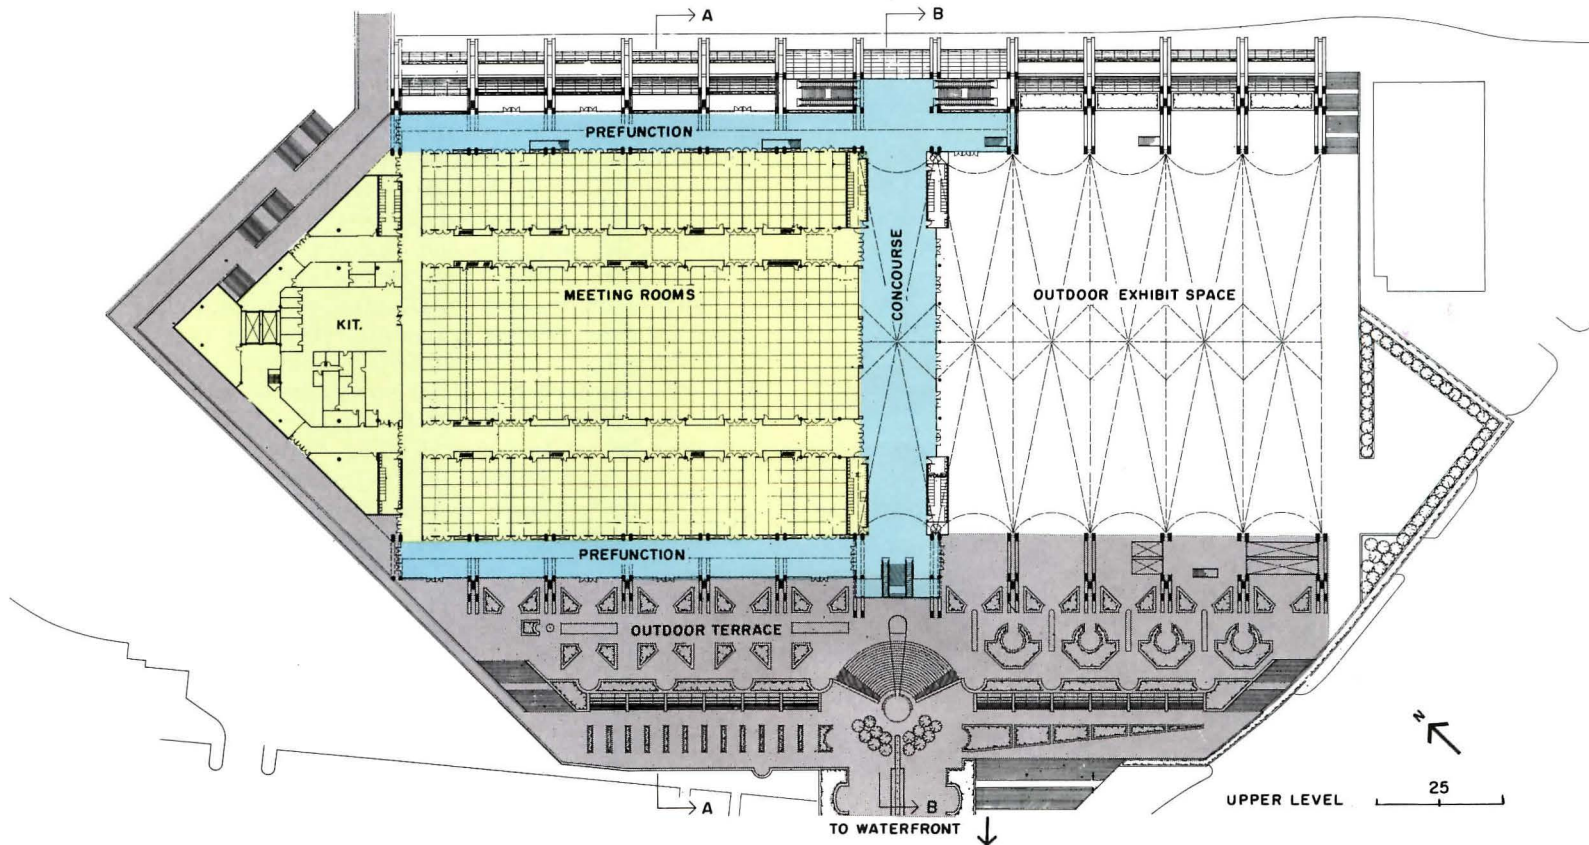 A
B
PREFUNCTION
CONCOURSE
MEETING ROOMS
OUTDOOR EXHIBIT SPACE
KIT.
PREFUNCTION
OUTDOOR TERRACE
N
25
UPPER LEVEL
A
B
TO WATERFRONT